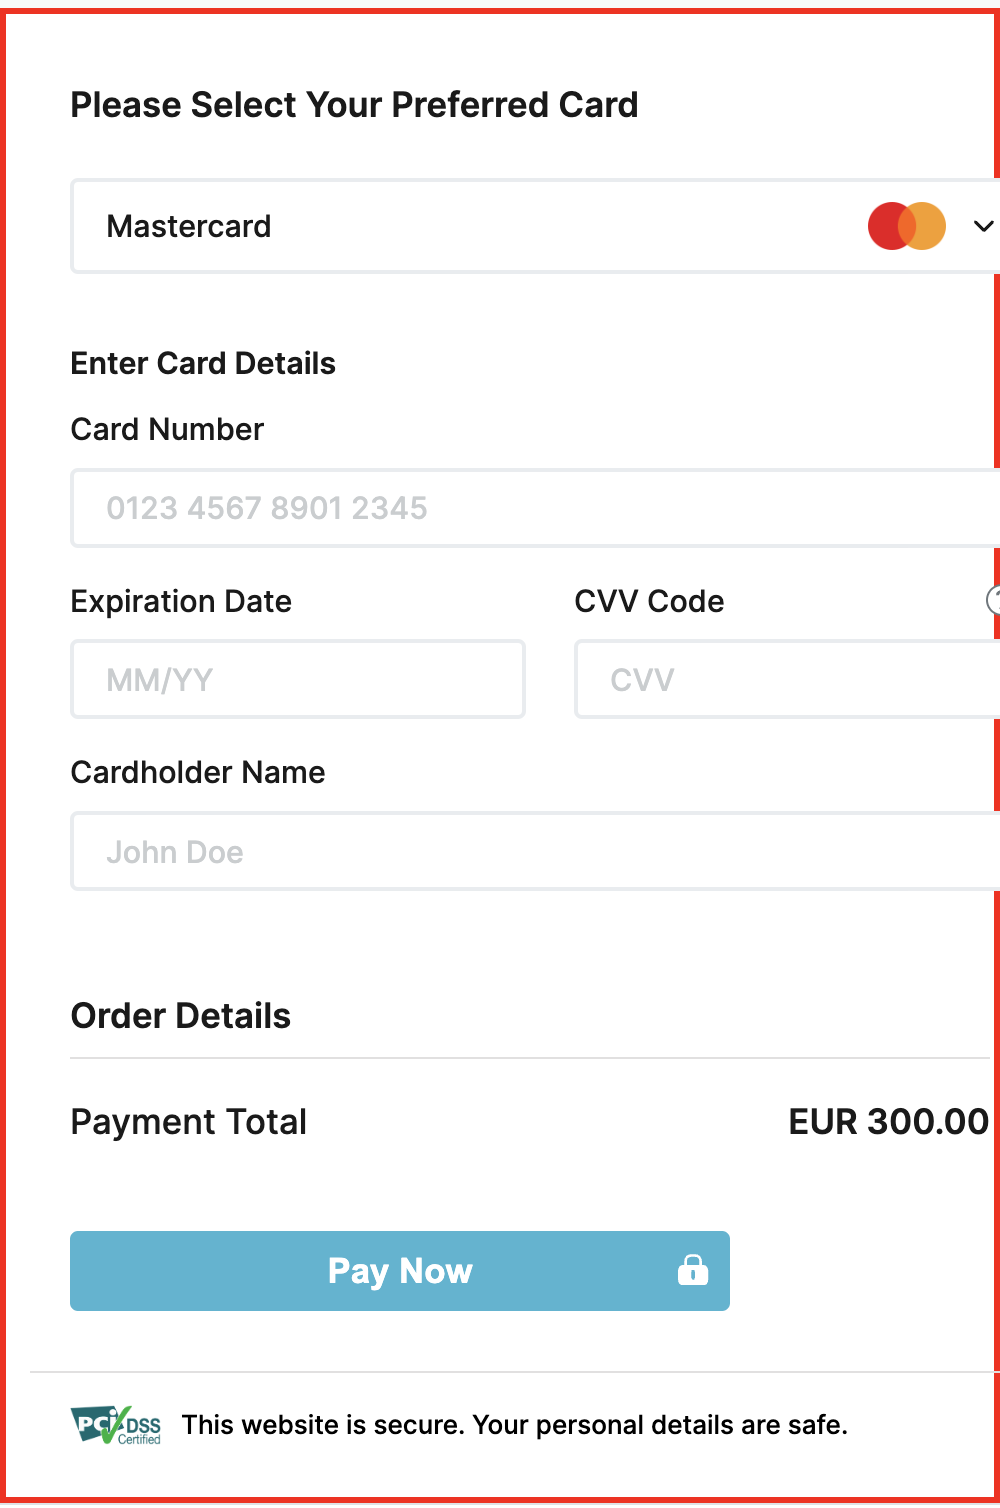 Please Select Your Preferred Card
Mastercard
Enter Card Details
Card Number
0123 4567 8901 2345
Expiration Date
CVV Code
MM/YY
CVV
Cardholder Name
John Doe
Order Details
Payment Total
EUR 300.00
Pay Now
PCI DSS
Certified
This website is secure. Your personal details are safe.